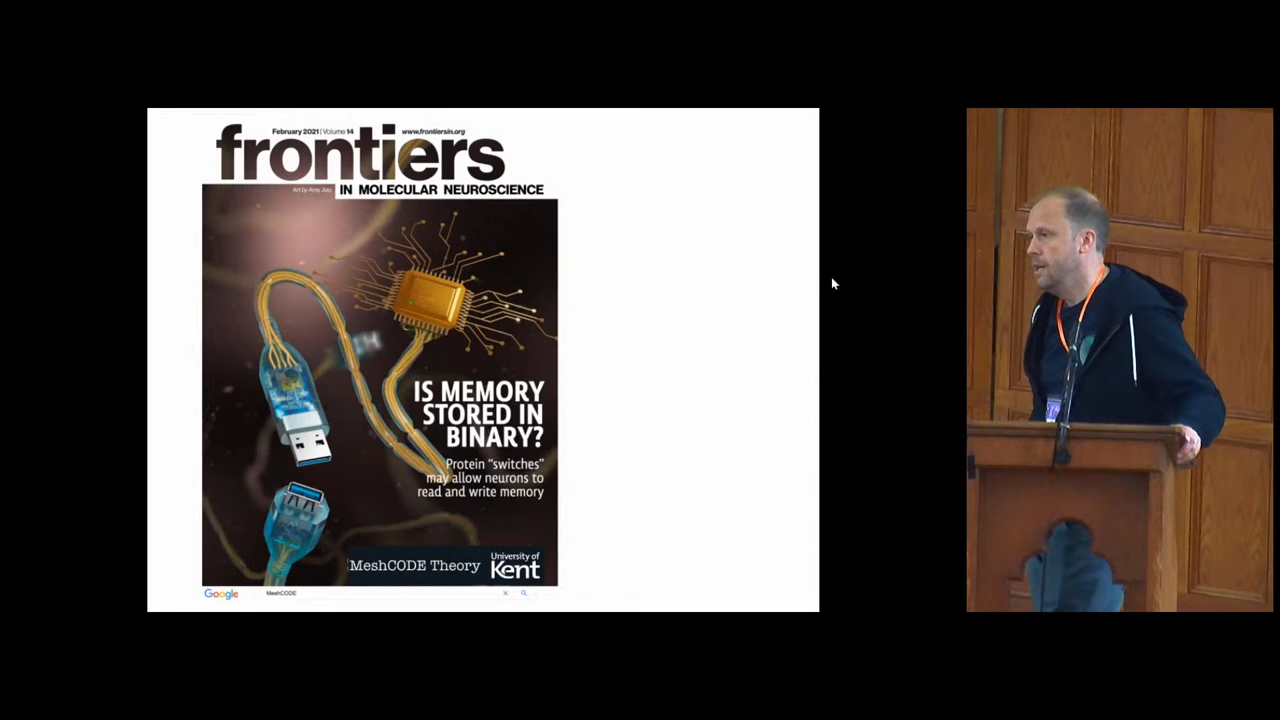 February 2021 | Volume 14
www.frontiersin.org
frontiers
Art by Amy Jiao
IN MOLECULAR NEUROSCIENCE
IS MEMORY
STORED IN
BINARY?
Protein "switches"
may allow neurons to
read and write memory
MeshCODE Theory
University of
Kent
Google
MeshCODE